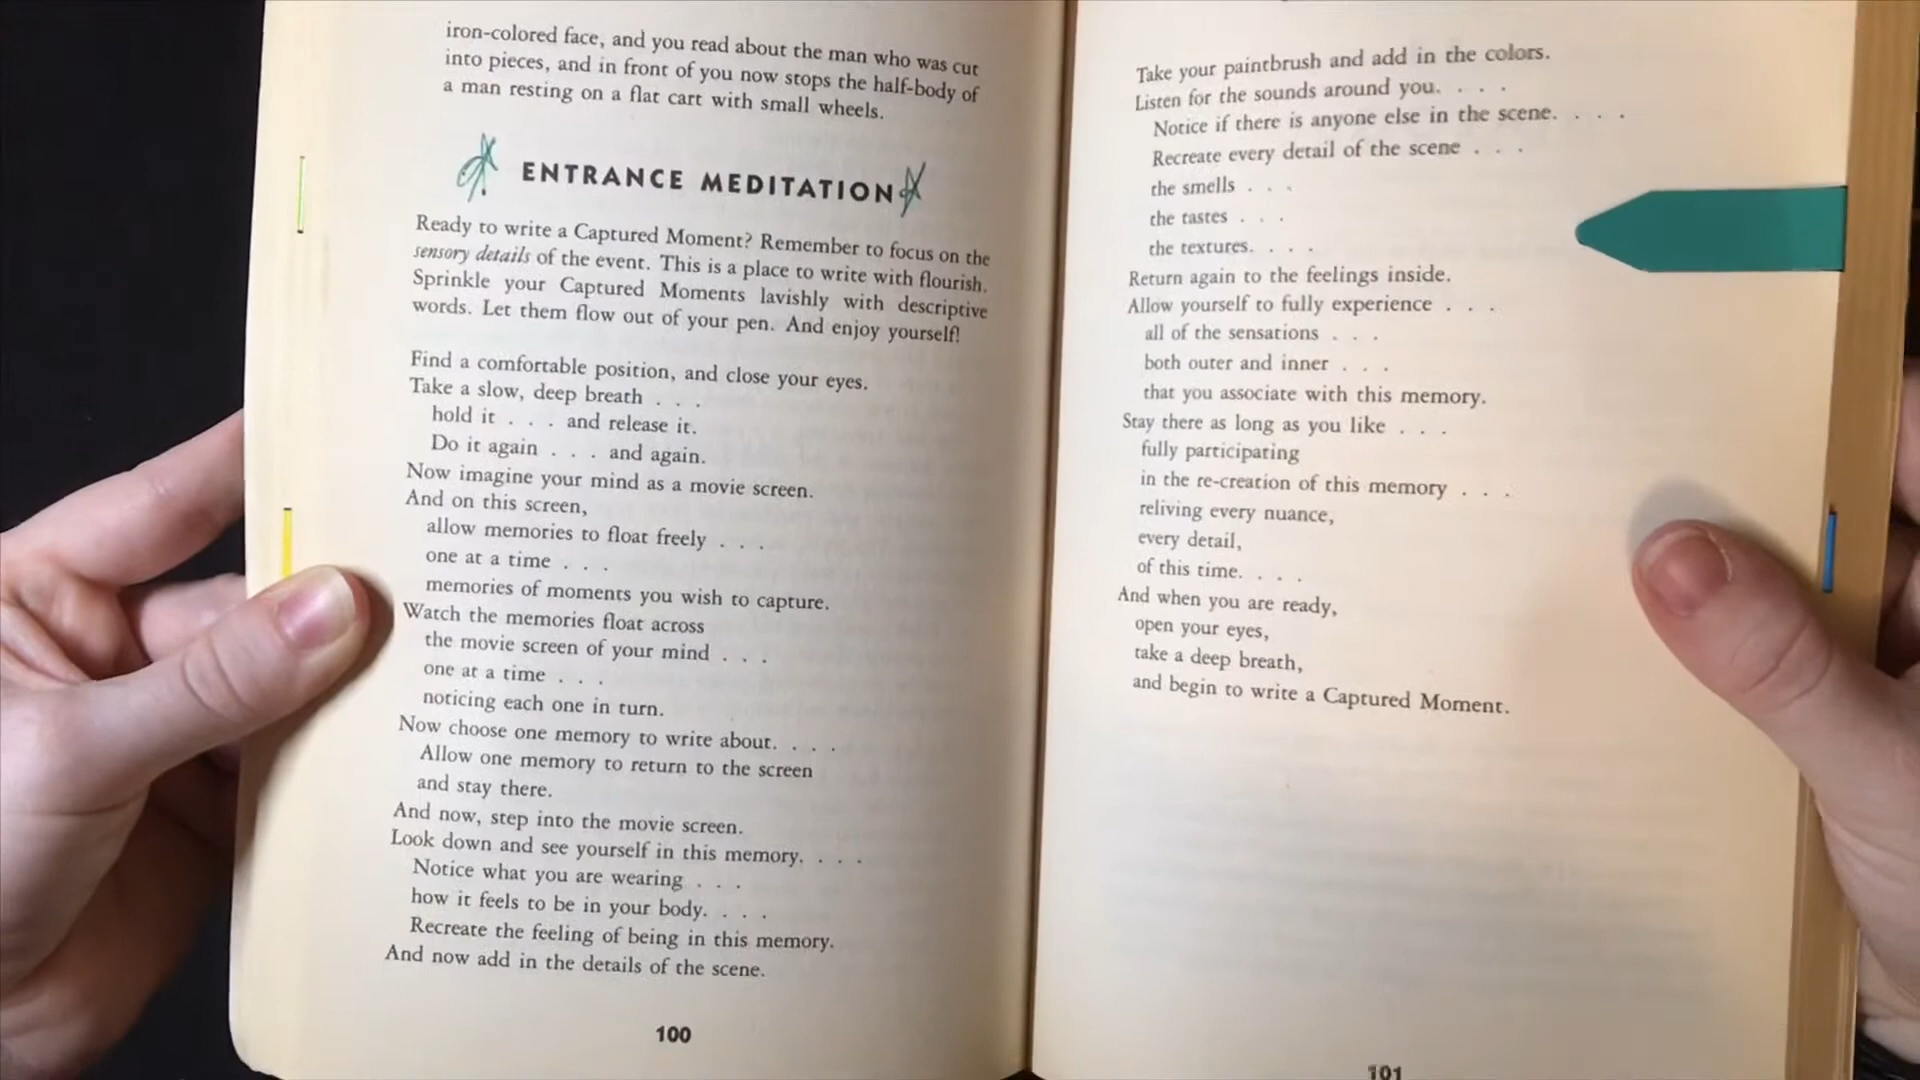 iron-colored face, and you read about the man who was cut
into pieces, and in front of you now stops the half-body of
a man resting on a flat cart with small wheels.
ENTRANCE MEDITATION
Ready to write a Captured Moment? Remember to focus on the
sensory details of the event. This is a place to write with flourish.
Sprinkle your Captured Moments lavishly with descriptive
words. Let them flow out of your pen. And enjoy yourself!
Find a comfortable position, and close your eyes.
Take a slow, deep breath . . .
hold it . . . and release it.
Do it again . . . and again.
Now imagine your mind as a movie screen.
And on this screen,
allow memories to float freely . . .
one at a time . . .
memories of moments you wish to capture.
Watch the memories float across
the movie screen of your mind . . .
one at a time . . .
noticing each one in turn.
Now choose one memory to write about. . . .
Allow one memory to return to the screen
and stay there.
And now, step into the movie screen.
Look down and see yourself in this memory. . . .
Notice what you are wearing . . .
how it feels to be in your body. . . .
Recreate the feeling of being in this memory.
And now add in the details of the scene.
100
Take your paintbrush and add in the colors.
Listen for the sounds around you. . . .
Notice if there is anyone else in the scene. . . .
Recreate every detail of the scene . . .
the smells . . .
the tastes . . .
the textures. . . .
Return again to the feelings inside.
Allow yourself to fully experience . . .
all of the sensations . . .
both outer and inner . . .
that you associate with this memory.
Stay there as long as you like . . .
fully participating
in the re-creation of this memory . . .
reliving every nuance,
every detail,
of this time. . . .
And when you are ready,
open your eyes,
take a deep breath,
and begin to write a Captured Moment.
101